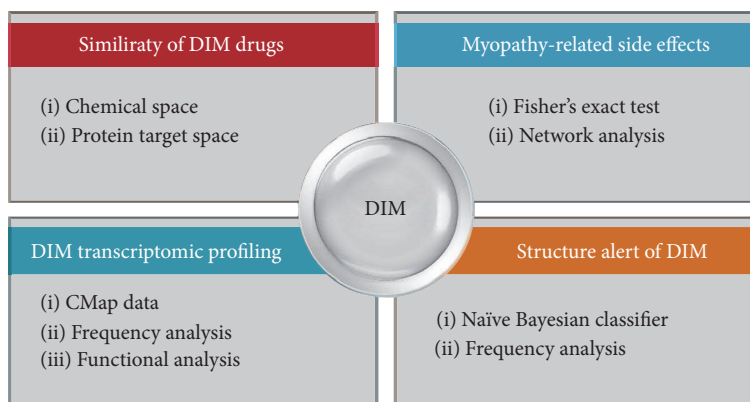 Similiraty of DIM drugs
(i) Chemical space
(ii) Protein target space
Myopathy-related side effects
(i) Fisher's exact test
(ii) Network analysis
DIM
DIM transcriptomic profiling
(i) CMap data
(ii) Frequency analysis
(iii) Functional analysis
Structure alert of DIM
(i) Naïve Bayesian classifier
(ii) Frequency analysis